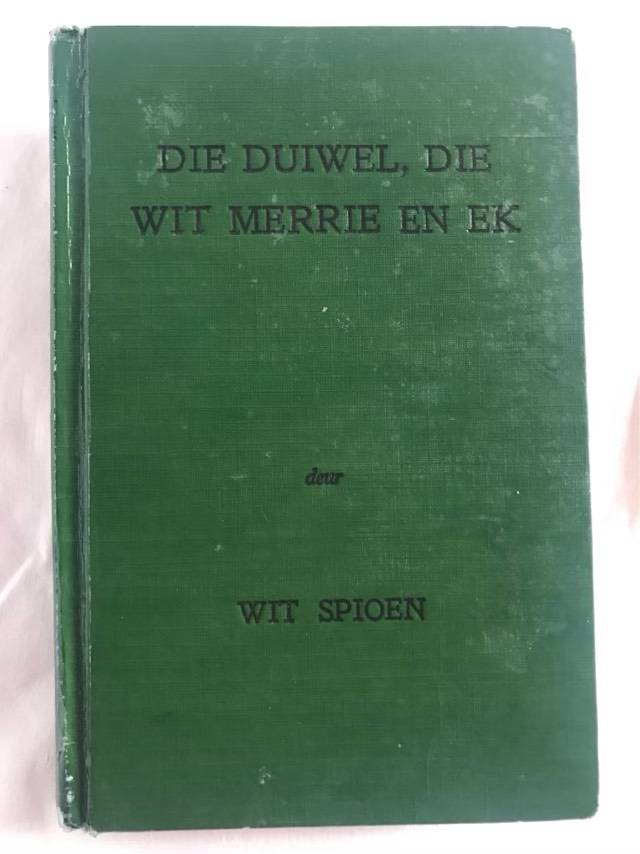 DIE DUIWEL, DIE
WIT MERRIE EN EK
deur
WIT SPIOEN